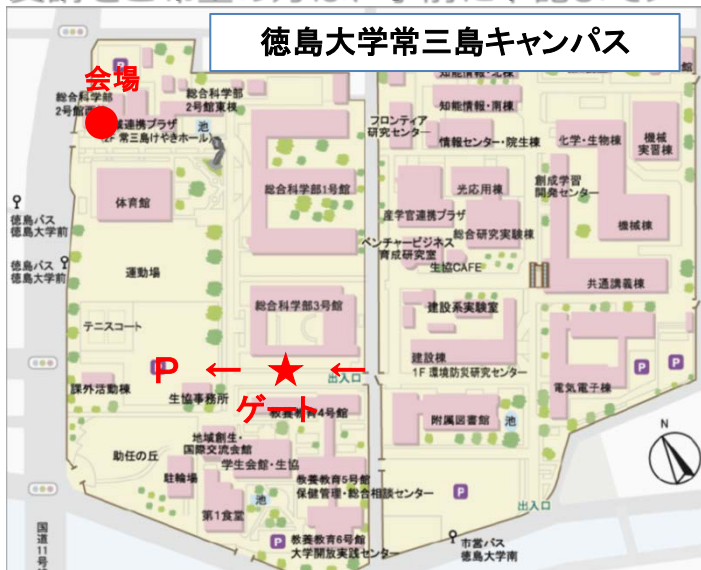 徳島大学常三島キャンパス
会場
総合科学部
2号館西
総合科学部
2号館東棟
連携プラザ
常三島けやきホール)
池
体育館
総合科学部1号館
徳島バス
徳島大学前
徳島バス
徳島大学前
運動場
テニスコート
総合科学部3号館
P
P ← ★ ←
出入口
課外活動棟
生協事務所
ゲート
教養教育4号館
地域創生・
国際交流会館
学生会館・生協
助任の丘
駐輪場
第1食堂
池
教養教育5号館
保健管理・総合相談センター
P
教養教育6号館
大学開放実践センター
国道11号
知能情報・北棟
知能情報・南棟
フロンティア
研究センター
情報センター・院生棟
化学・生物棟
機械
実習棟
光応用棟
創成学習
開発センター
産学官連携プラザ
総合研究実験棟
機械棟
ベンチャービジネス
育成研究室
生協CAFE
共通講義棟
建設系実験室
建設棟
1F 環境防災研究センター
P
P
電気電子棟
附属図書館
池
P
出入口
市営バス
徳島大学南
N
P